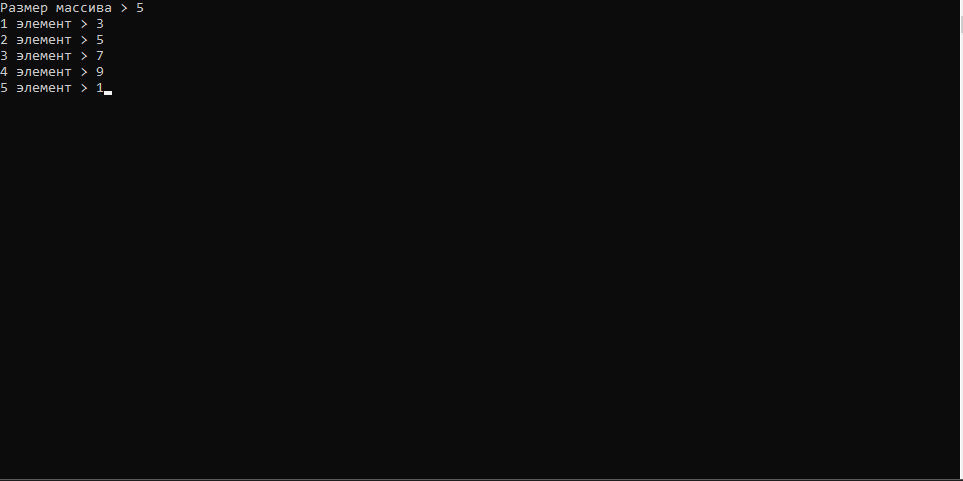 Размер массива > 5
1 элемент > 3
2 элемент > 5
3 элемент > 7
4 элемент > 9
5 элемент > 1